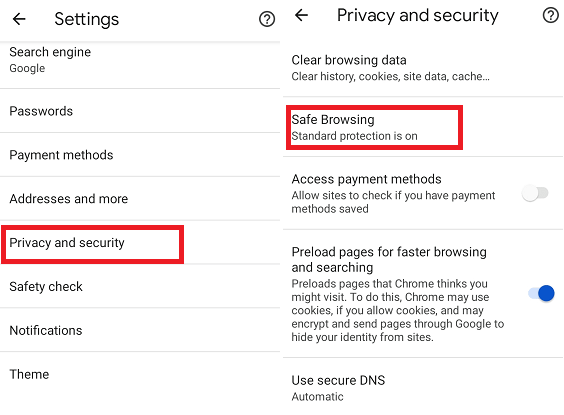 Settings
Search engine
Google
Passwords
Payment methods
Addresses and more
Privacy and security
Safety check
Notifications
Theme
Privacy and security
Clear browsing data
Clear history, cookies, site data, cache…
Safe Browsing
Standard protection is on
Access payment methods
Allow sites to check if you have payment
methods saved
Preload pages for faster browsing
and searching
Preloads pages that Chrome thinks you
might visit. To do this, Chrome may use
cookies, if you allow cookies, and may
encrypt and send pages through Google to
hide your identity from sites.
Use secure DNS
Automatic